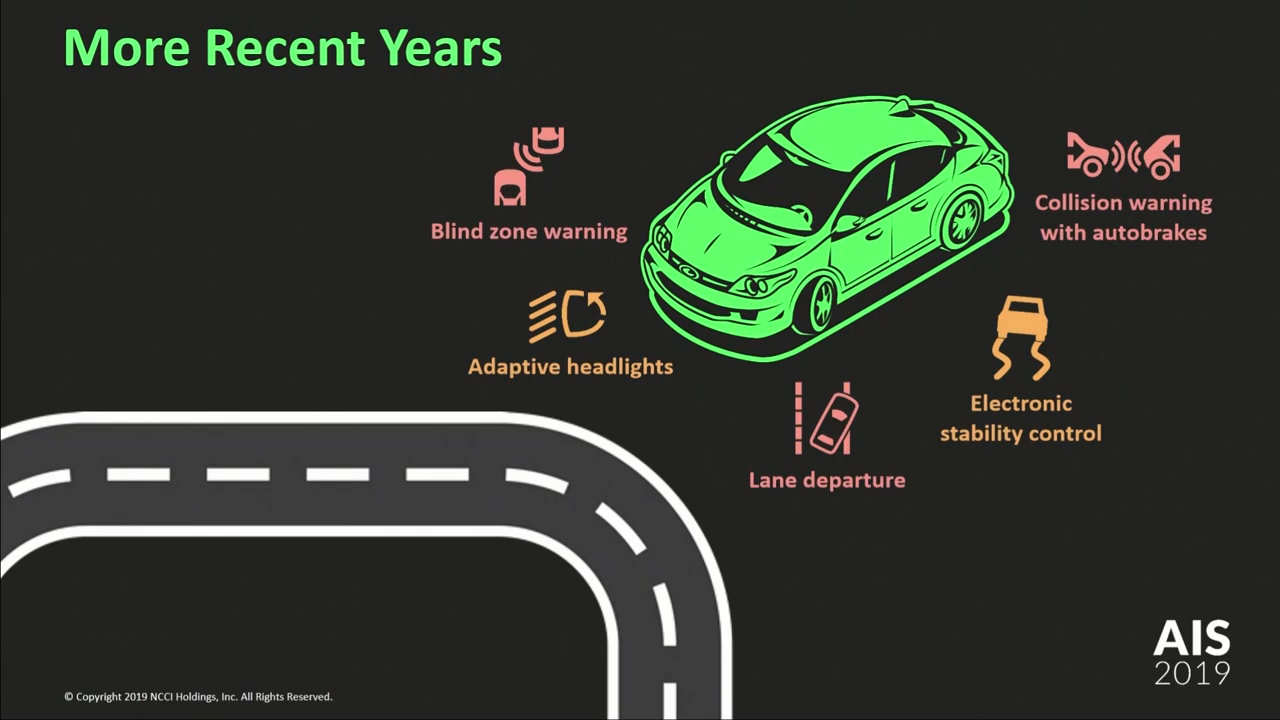 More Recent Years
Blind zone warning
Collision warning
with autobrakes
Adaptive headlights
Electronic
stability control
Lane departure
AIS
2019
© Copyright 2019 NCCI Holdings, Inc. All Rights Reserved.